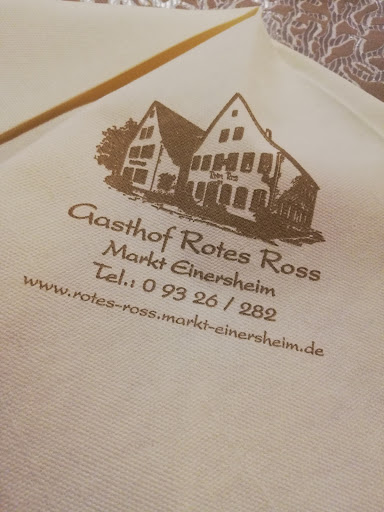 Gasthof Rotes Ross
Markt Einersheim
Tel.: 0 93 26 / 282
www.rotes-ross.markt-einersheim.de